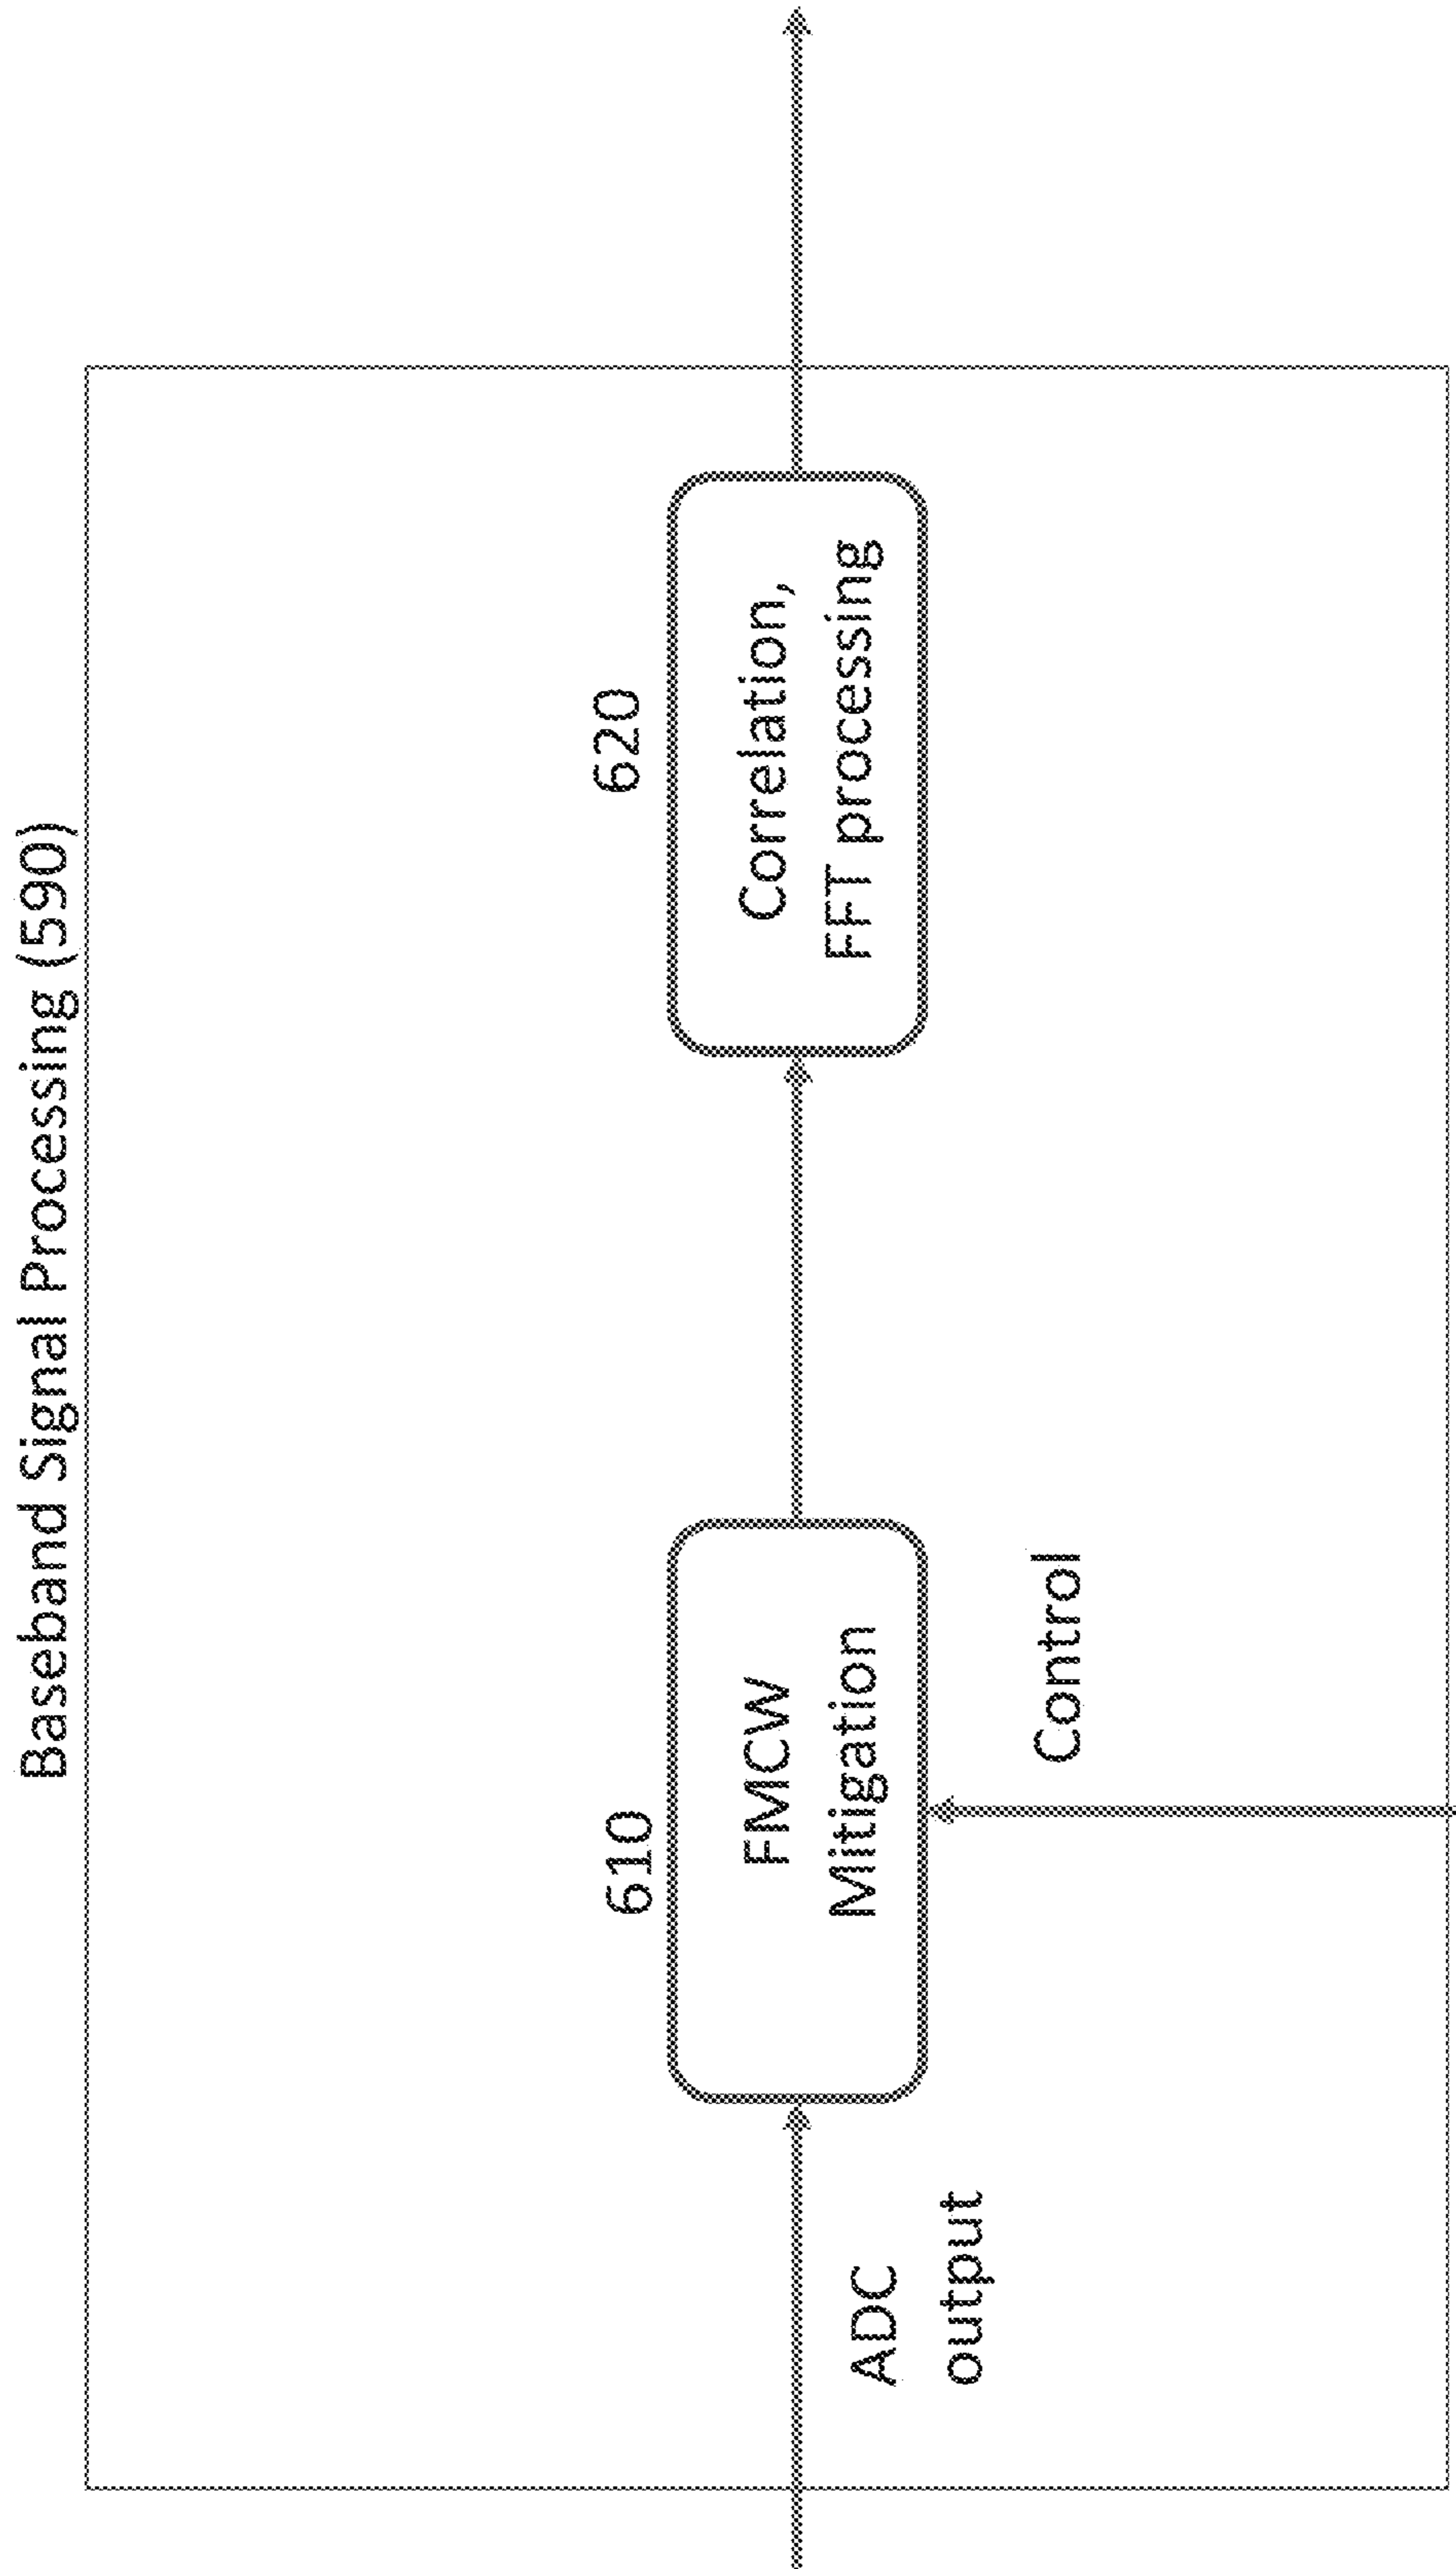 Baseband Signal Processing (590)
610
FMCW
Mitigation
620
Correlation,
FFT processing
ADC
output
Control